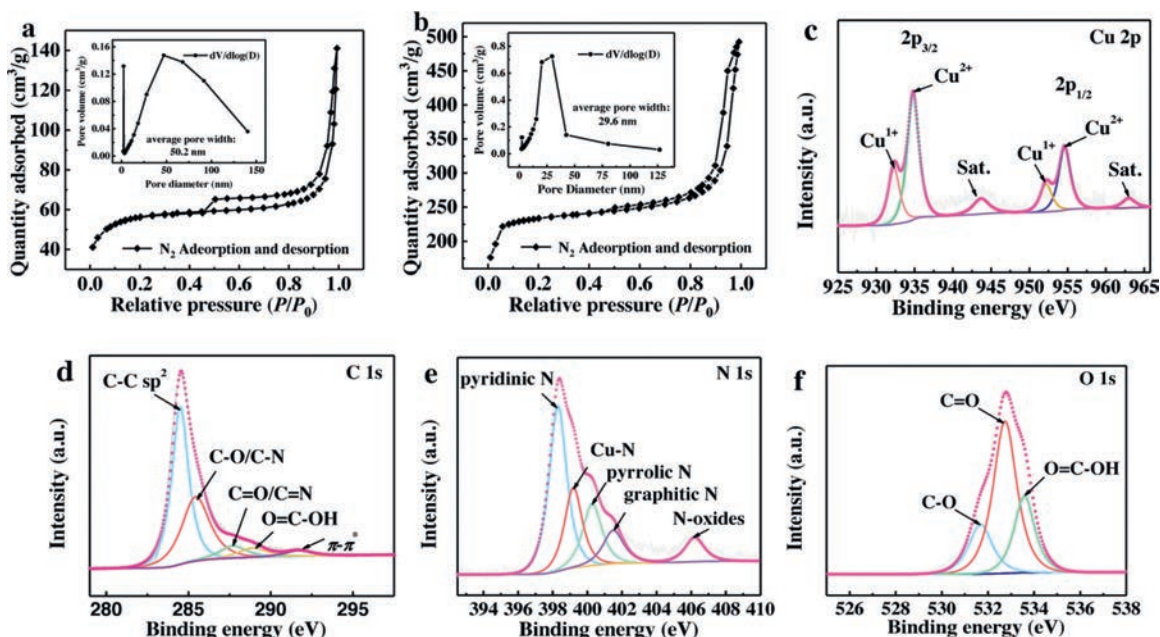 a
Quantity adsorbed (cm³/g)
140
120
100
80
60
40
0.16
0.12
0.08
0.04
0.00
Pore volume (cm³/g)
dV/dlog(D)
average pore width:
50.2 nm
0 50 100 150
Pore Diameter (nm)
N₂ Adeorption and desorption
0.0 0.2 0.4 0.6 0.8 1.0
Relative pressure (P/P₀)
b
Quantity adsorbed (cm³/g)
500
450
400
350
300
250
200
0.8
0.6
0.4
0.2
0.0
Pore volume (cm³/g)
dV/dlog(D)
average pore width:
29.6 nm
0 25 50 75 100 125
Pore Diameter (nm)
N₂ Adeorption and desorption
0.0 0.2 0.4 0.6 0.8 1.0
Relative pressure (P/P₀)
c
Cu 2p
Intensity (a.u.)
2p₃/₂
Cu²⁺
2p₁/₂
Cu¹⁺
Cu²⁺
Sat.
Cu¹⁺
Sat.
925 930 935 940 945 950 955 960 965
Binding energy (eV)
d
C 1s
Intensity (a.u.)
C-C sp²
C-O/C-N
C=O/C=N
O=C-OH
π-π*
280 285 290 295
Binding energy (eV)
e
N 1s
Intensity (a.u.)
pyridinic N
Cu-N
pyrrolic N
graphitic N
N-oxides
394 396 398 400 402 404 406 408 410
Binding energy (eV)
f
O 1s
Intensity (a.u.)
C=O
O=C-OH
C-O
526 528 530 532 534 536 538
Binding energy (eV)